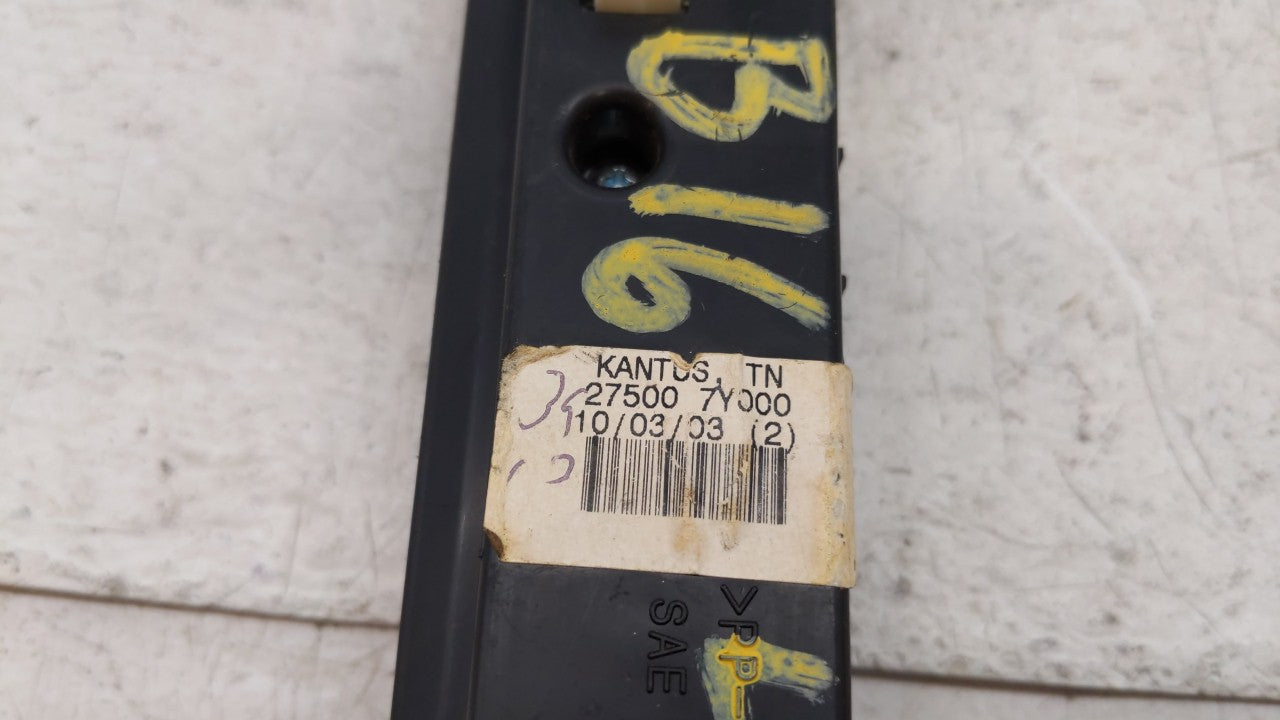 B16
KANTUS, TN
27500 7Y000
10/03/03 (2)
>PP-
SAE